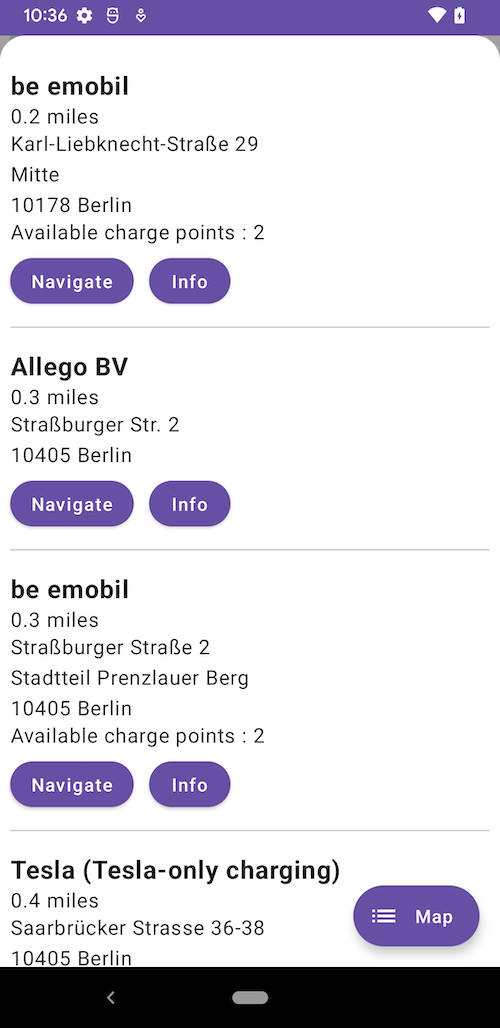 10:36
be emobil
0.2 miles
Karl-Liebknecht-Straße 29
Mitte
10178 Berlin
Available charge points : 2
Navigate
Info
Allego BV
0.3 miles
Straßburger Str. 2
10405 Berlin
Navigate
Info
be emobil
0.3 miles
Straßburger Straße 2
Stadtteil Prenzlauer Berg
10405 Berlin
Available charge points : 2
Navigate
Info
Tesla (Tesla-only charging)
0.4 miles
Saarbrücker Strasse 36-38
10405 Berlin
Map